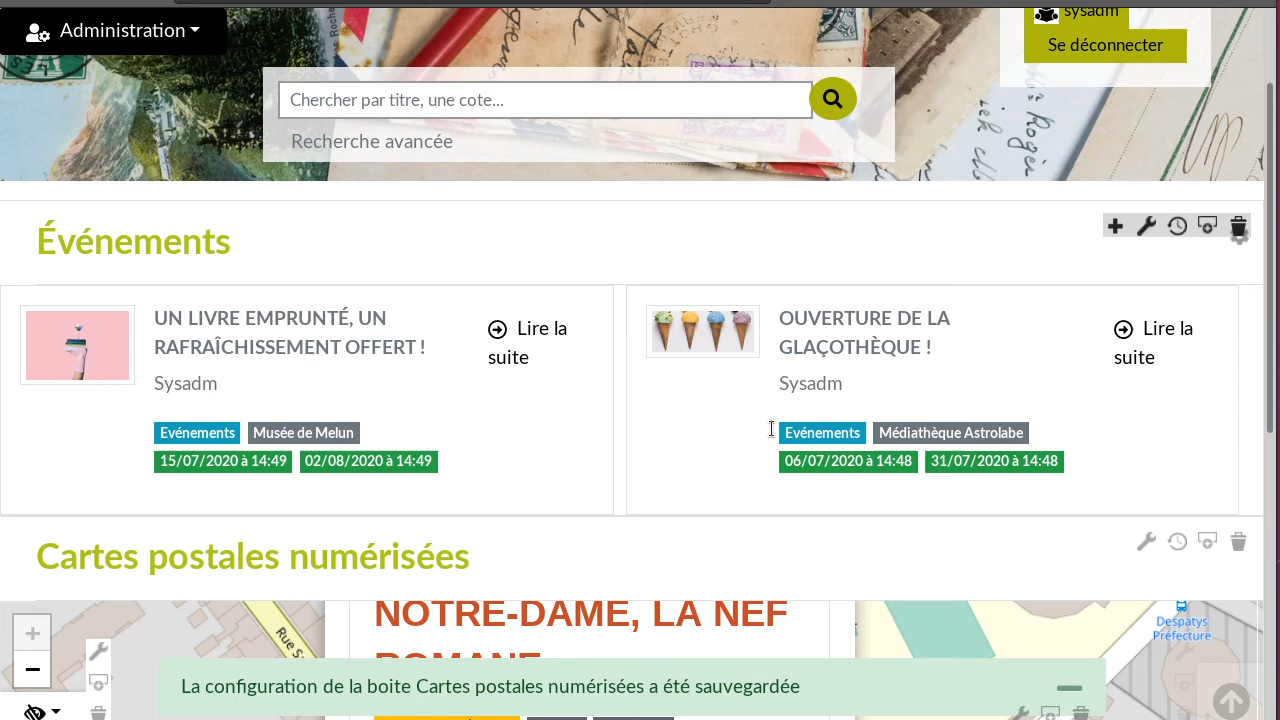 sysadm
Administration
Se déconnecter
Chercher par titre, une cote...
Recherche avancée
Événements
UN LIVRE EMPRUNTÉ, UN
RAFRAÎCHISSEMENT OFFERT !
Sysadm
Lire la
suite
Evénements Musée de Melun
15/07/2020 à 14:49 02/08/2020 à 14:49
OUVERTURE DE LA
GLAÇOTHÈQUE !
Sysadm
Lire la
suite
Evénements Médiathèque Astrolabe
06/07/2020 à 14:48 31/07/2020 à 14:48
Cartes postales numérisées
+
−
Rue S
NOTRE-DAME, LA NEF
ROMANE
Despatys
Préfecture
La configuration de la boite Cartes postales numérisées a été sauvegardée